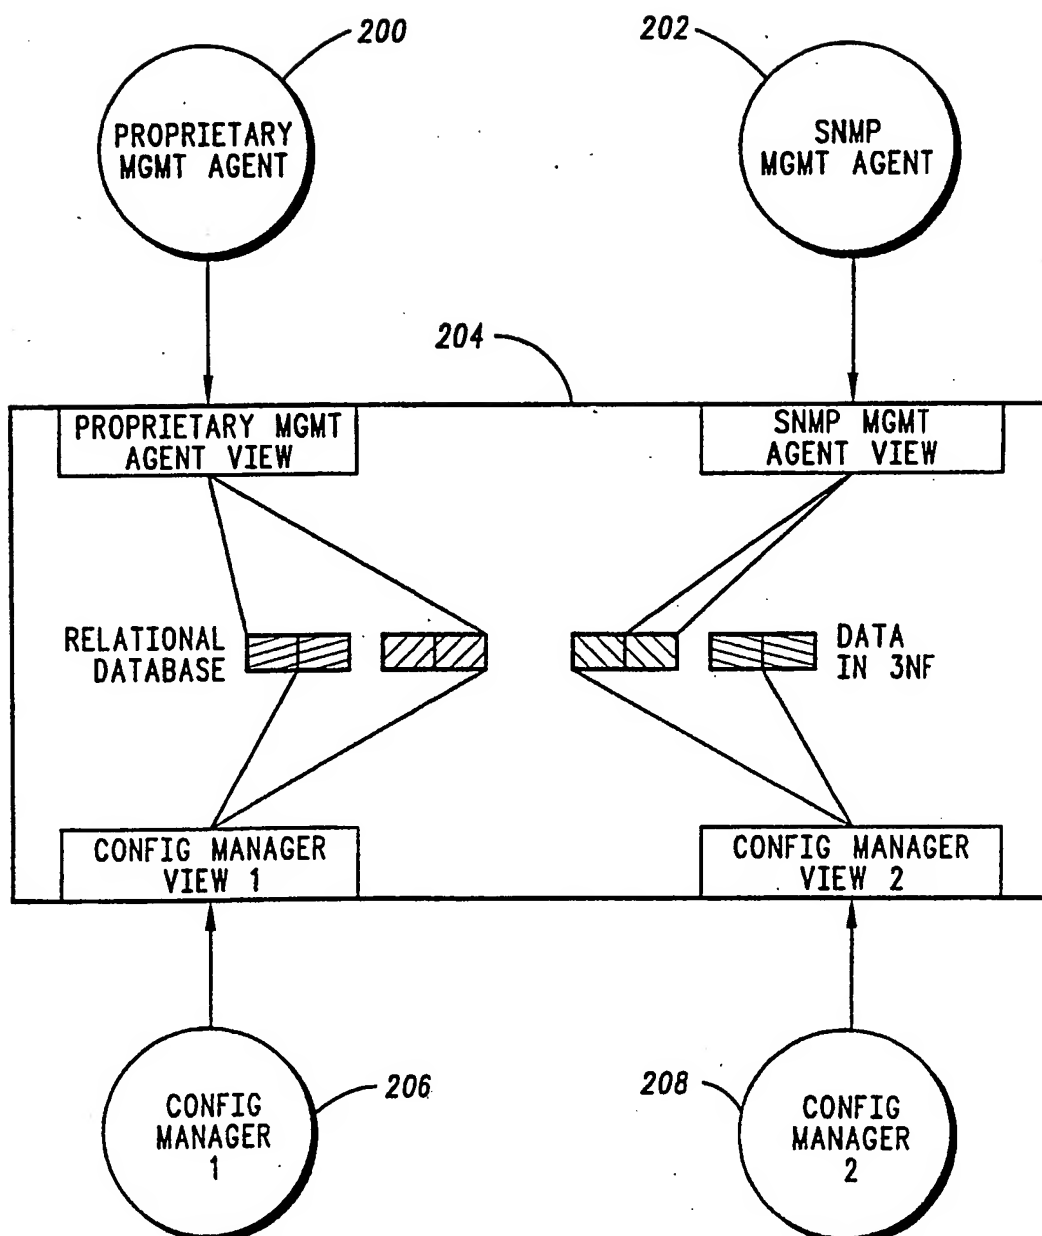 200
202
PROPRIETARY
MGMT AGENT
SNMP
MGMT AGENT
204
PROPRIETARY MGMT
AGENT VIEW
SNMP MGMT
AGENT VIEW
RELATIONAL
DATABASE
DATA
IN 3NF
CONFIG MANAGER
VIEW 1
CONFIG MANAGER
VIEW 2
206
208
CONFIG
MANAGER
1
CONFIG
MANAGER
2